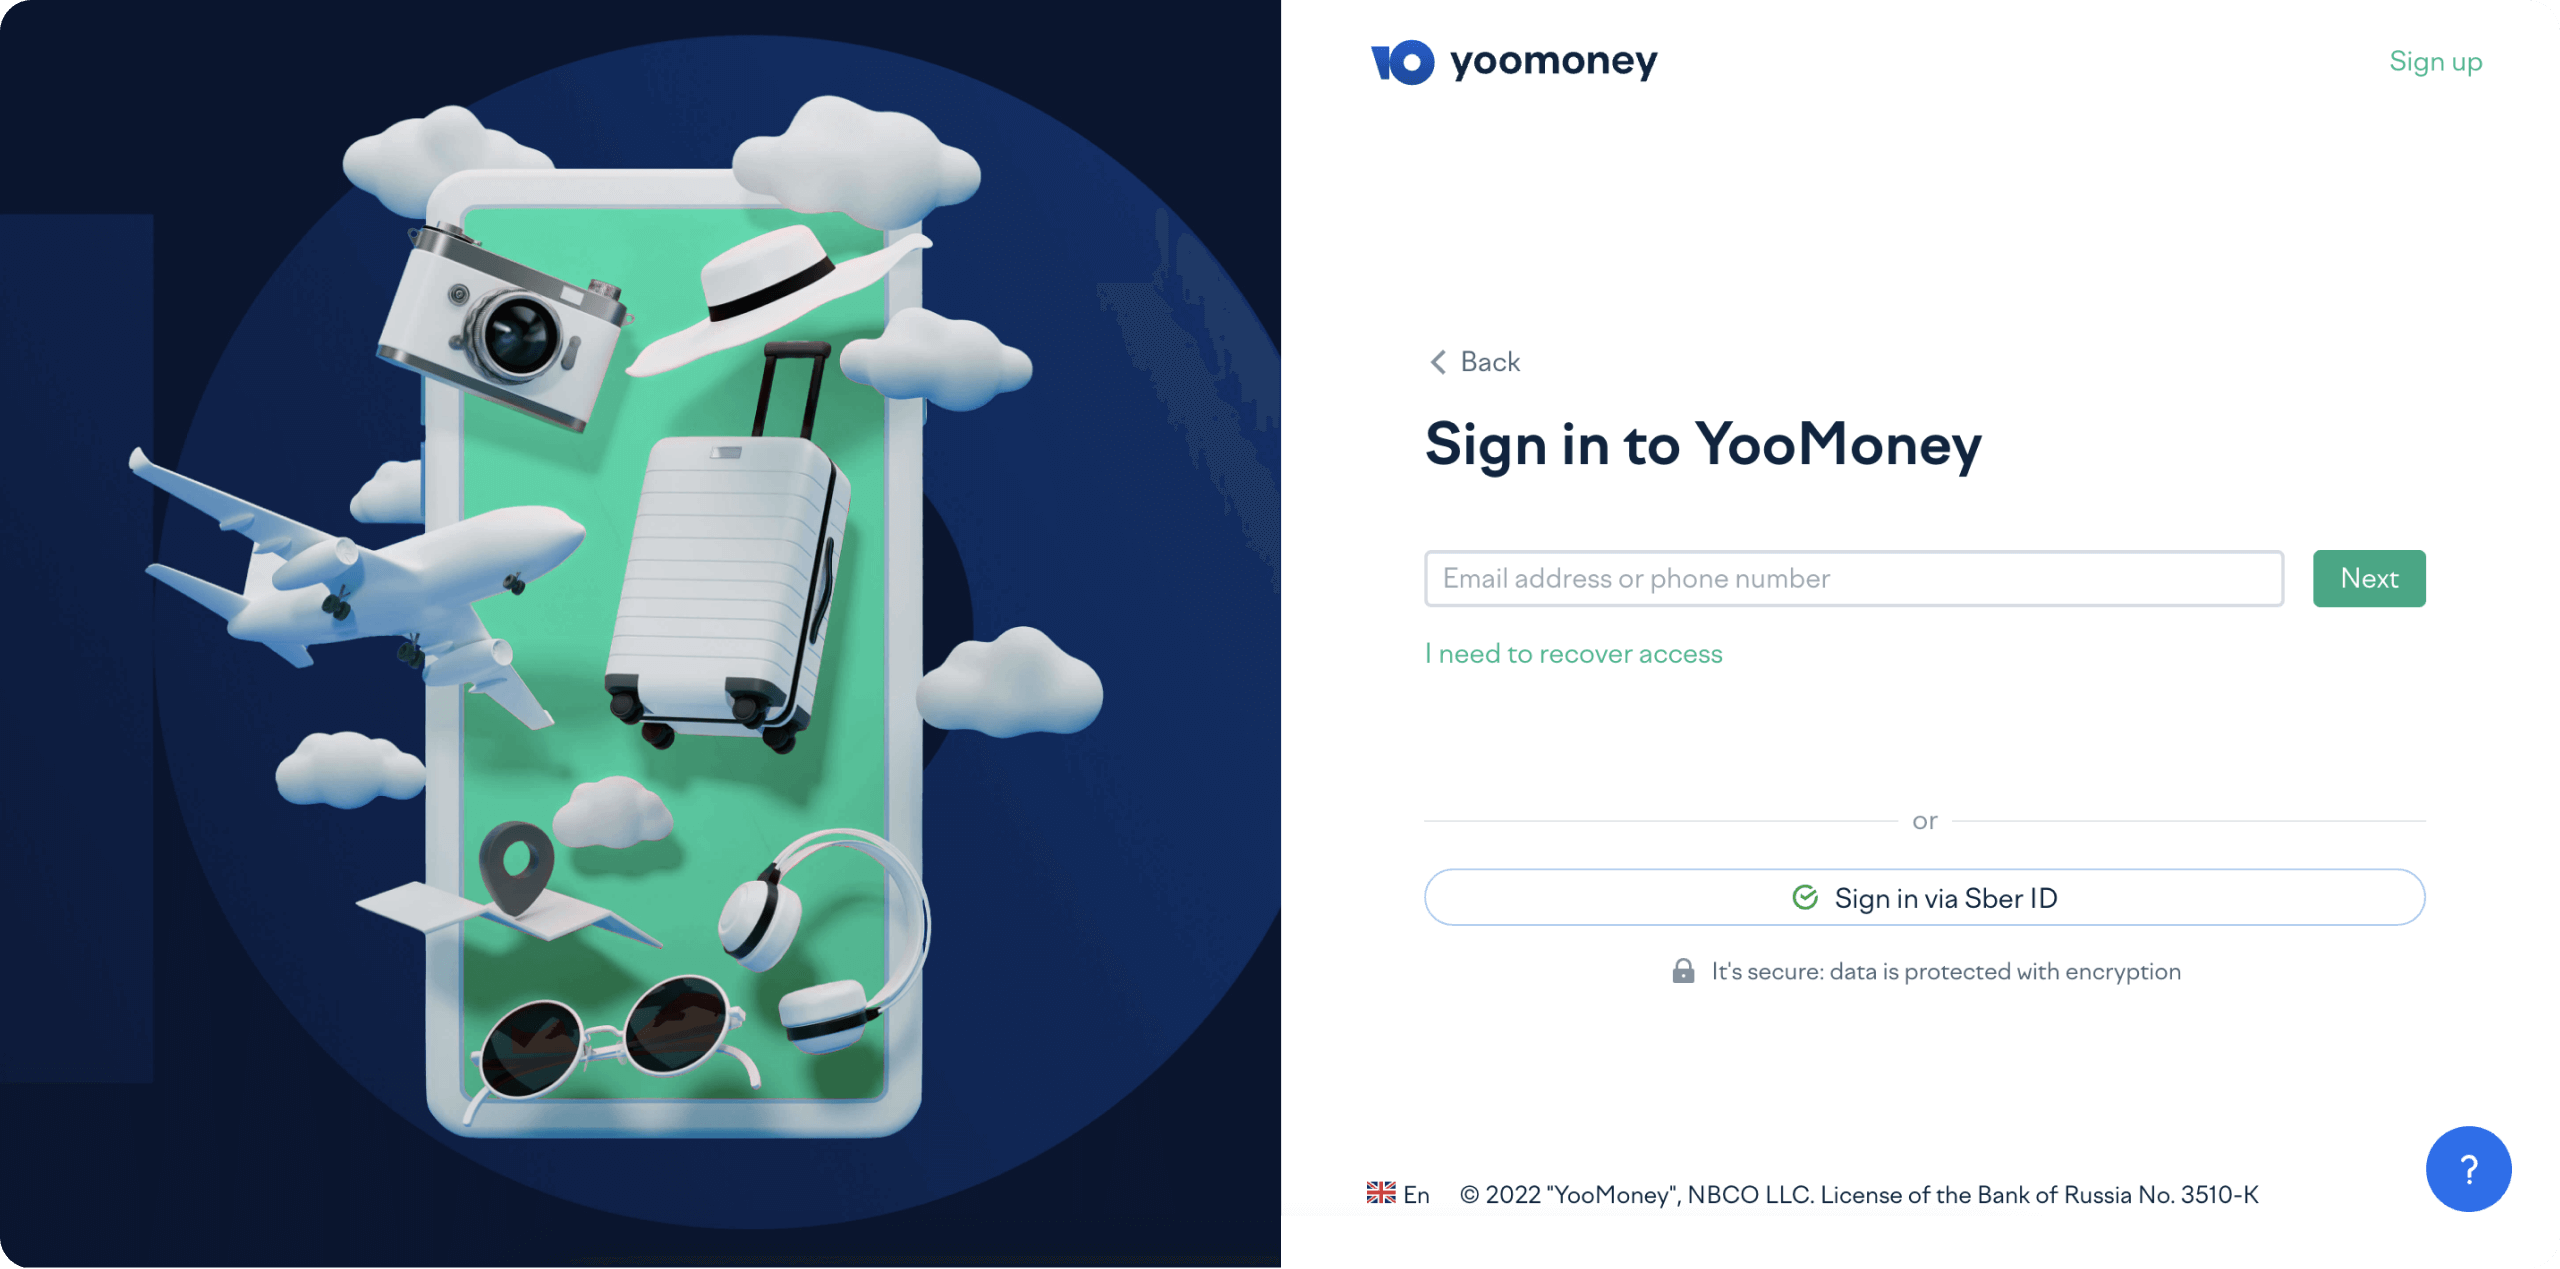 yoomoney
Sign up
Back
Sign in to YooMoney
Email address or phone number
Next
I need to recover access
or
Sign in via Sber ID
It's secure: data is protected with encryption
?
En
© 2022 "YooMoney", NBCO LLC. License of the Bank of Russia No. 3510-K